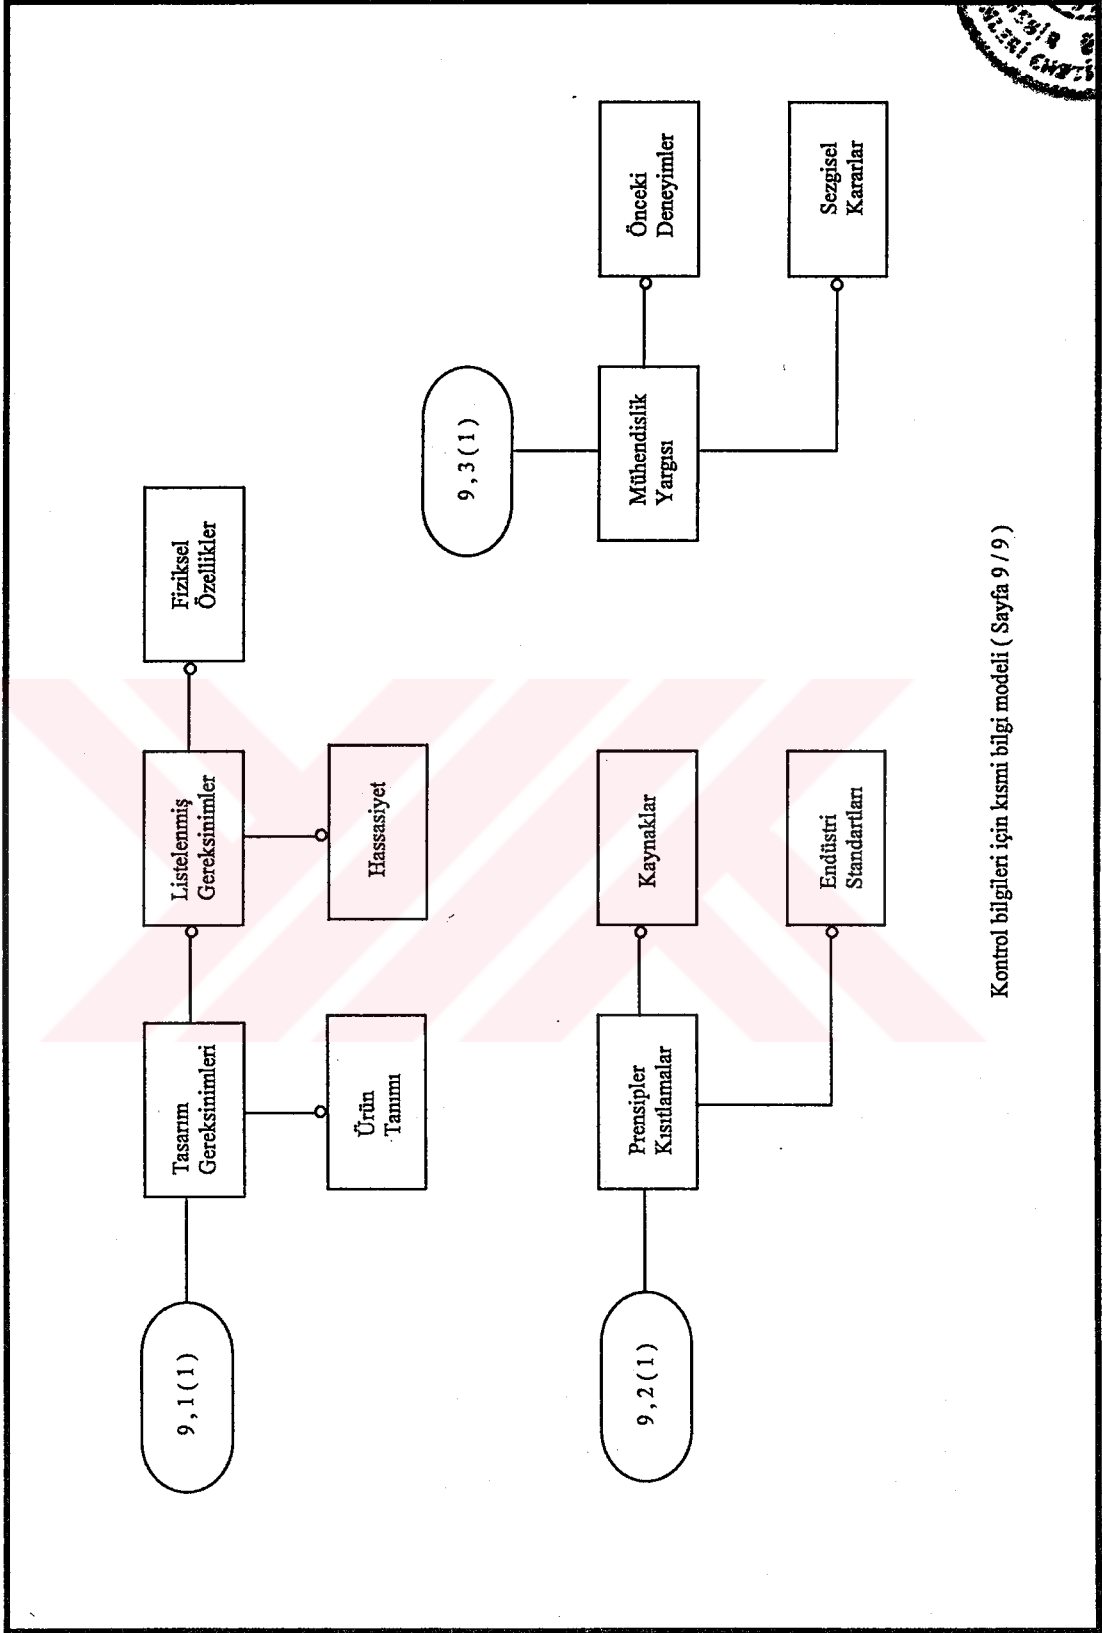 9 , 1 ( 1 )
Tasarım
Gereksinimleri
Listelenmiş
Gereksinimler
Fiziksel
Özellikler
Ürün
Tanımı
Hassasiyet
9 , 3 ( 1 )
Mühendislik
Yargısı
Önceki
Deneyimler
Sezgisel
Kararlar
9 , 2 ( 1 )
Prensipler
Kısıtlamalar
Kaynaklar
Endüstri
Standartları
Kontrol bilgileri için kısmi bilgi modeli ( Sayfa 9 / 9 )